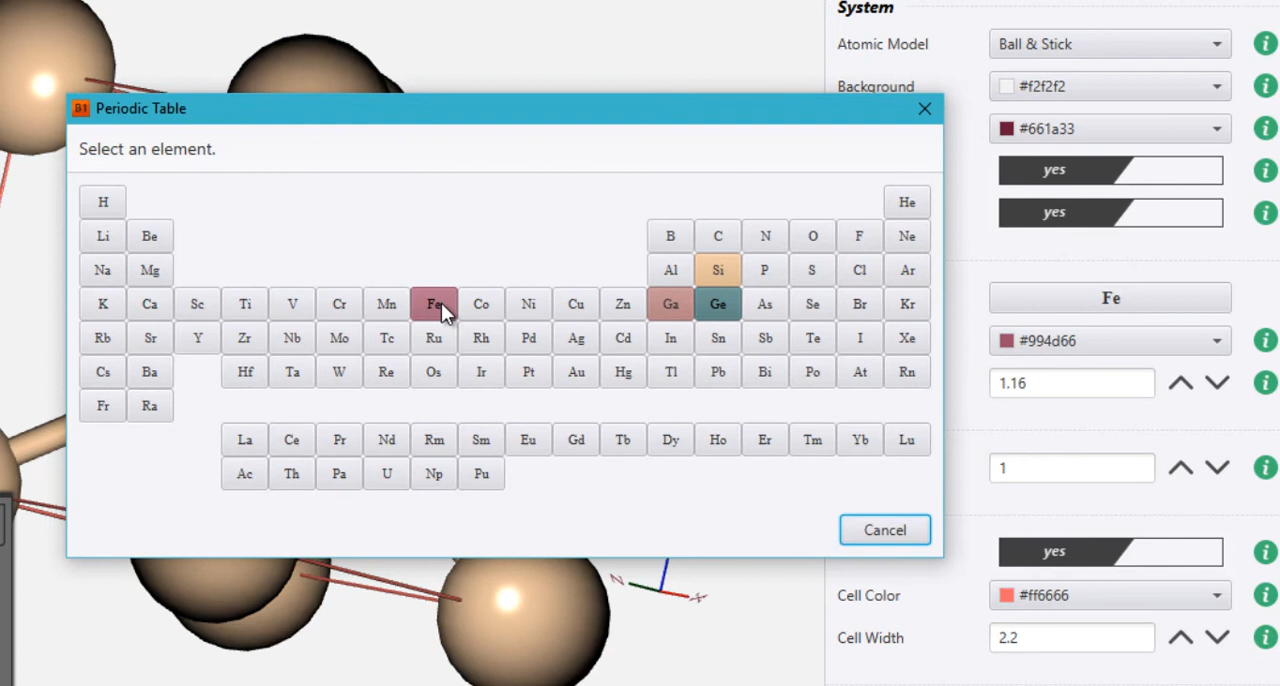 System
Atomic Model Ball & Stick
Background #f2f2f2
#661a33
yes
yes
B1 Periodic Table
Select an element.
H He
Li Be B C N O F Ne
Na Mg Al Si P S Cl Ar
K Ca Sc Ti V Cr Mn Fe Co Ni Cu Zn Ga Ge As Se Br Kr
Rb Sr Y Zr Nb Mo Tc Ru Rh Pd Ag Cd In Sn Sb Te I Xe
Cs Ba Hf Ta W Re Os Ir Pt Au Hg Tl Pb Bi Po At Rn
Fr Ra
La Ce Pr Nd Rm Sm Eu Gd Tb Dy Ho Er Tm Yb Lu
Ac Th Pa U Np Pu
Cancel
Fe
#994d66
1.16
1
yes
Cell Color #ff6666
Cell Width 2.2